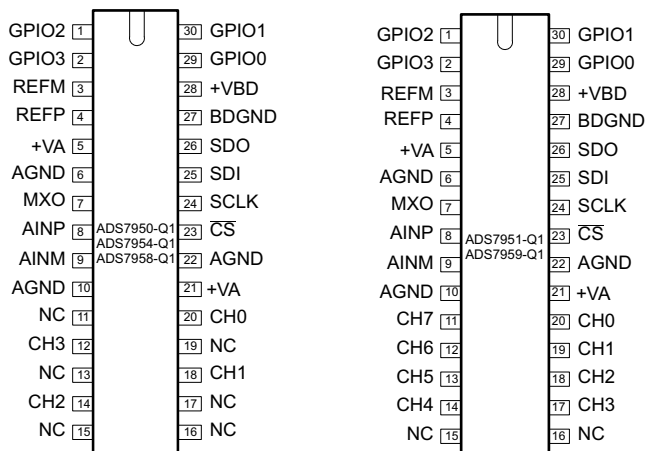 GPIO2 1 30 GPIO1
GPIO3 2 29 GPIO0
REFM 3 28 +VBD
REFP 4 27 BDGND
+VA 5 26 SDO
AGND 6 25 SDI
MXO 7 24 SCLK
AINP 8 ADS7950-Q1 23 CS
ADS7954-Q1
AINM 9 ADS7958-Q1 22 AGND
AGND 10 21 +VA
NC 11 20 CH0
CH3 12 19 NC
NC 13 18 CH1
CH2 14 17 NC
NC 15 16 NC
GPIO2 1 30 GPIO1
GPIO3 2 29 GPIO0
REFM 3 28 +VBD
REFP 4 27 BDGND
+VA 5 26 SDO
AGND 6 25 SDI
MXO 7 24 SCLK
AINP 8 ADS7951-Q1 23 CS
AINM 9 ADS7959-Q1 22 AGND
AGND 10 21 +VA
CH7 11 20 CH0
CH6 12 19 CH1
CH5 13 18 CH2
CH4 14 17 CH3
NC 15 16 NC